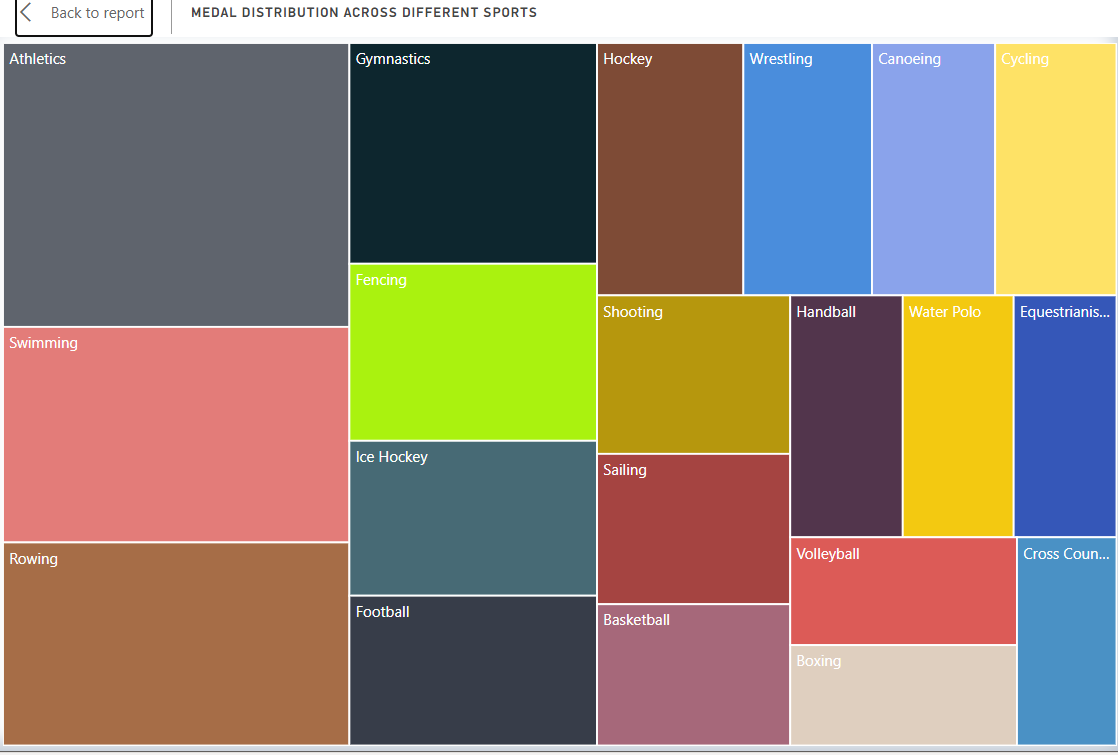 Back to report
MEDAL DISTRIBUTION ACROSS DIFFERENT SPORTS
Athletics
Swimming
Rowing
Gymnastics
Fencing
Ice Hockey
Football
Hockey
Wrestling
Canoeing
Cycling
Shooting
Sailing
Basketball
Handball
Water Polo
Equestrianis...
Volleyball
Boxing
Cross Coun...